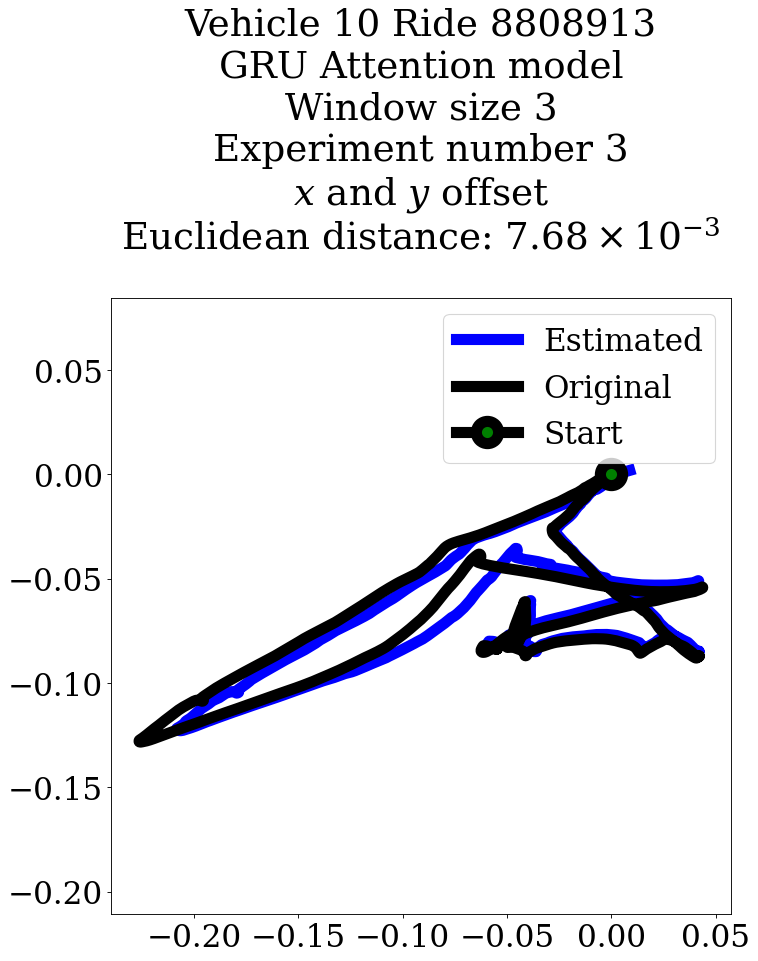 Vehicle 10 Ride 8808913
GRU Attention model
Window size 3
Experiment number 3
x and y offset
Euclidean distance: 7.68 × 10⁻³
Estimated
Original
Start
0.05
0.00
−0.05
−0.10
−0.15
−0.20
−0.20 −0.15 −0.10 −0.05 0.00 0.05